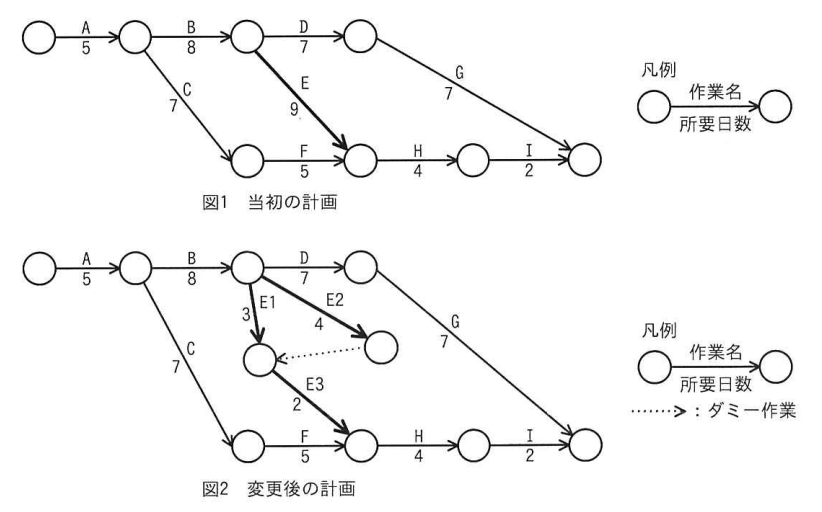 A B D
5 8 7
C E G
7 9 7
F H I
5 4 2
凡例
作業名
所要日数
図1 当初の計画
A B D
5 8 7
E1 E2
3 4
C G
7 7
E3
2
F H I
5 4 2
凡例
作業名
所要日数
:ダミー作業
図2 変更後の計画